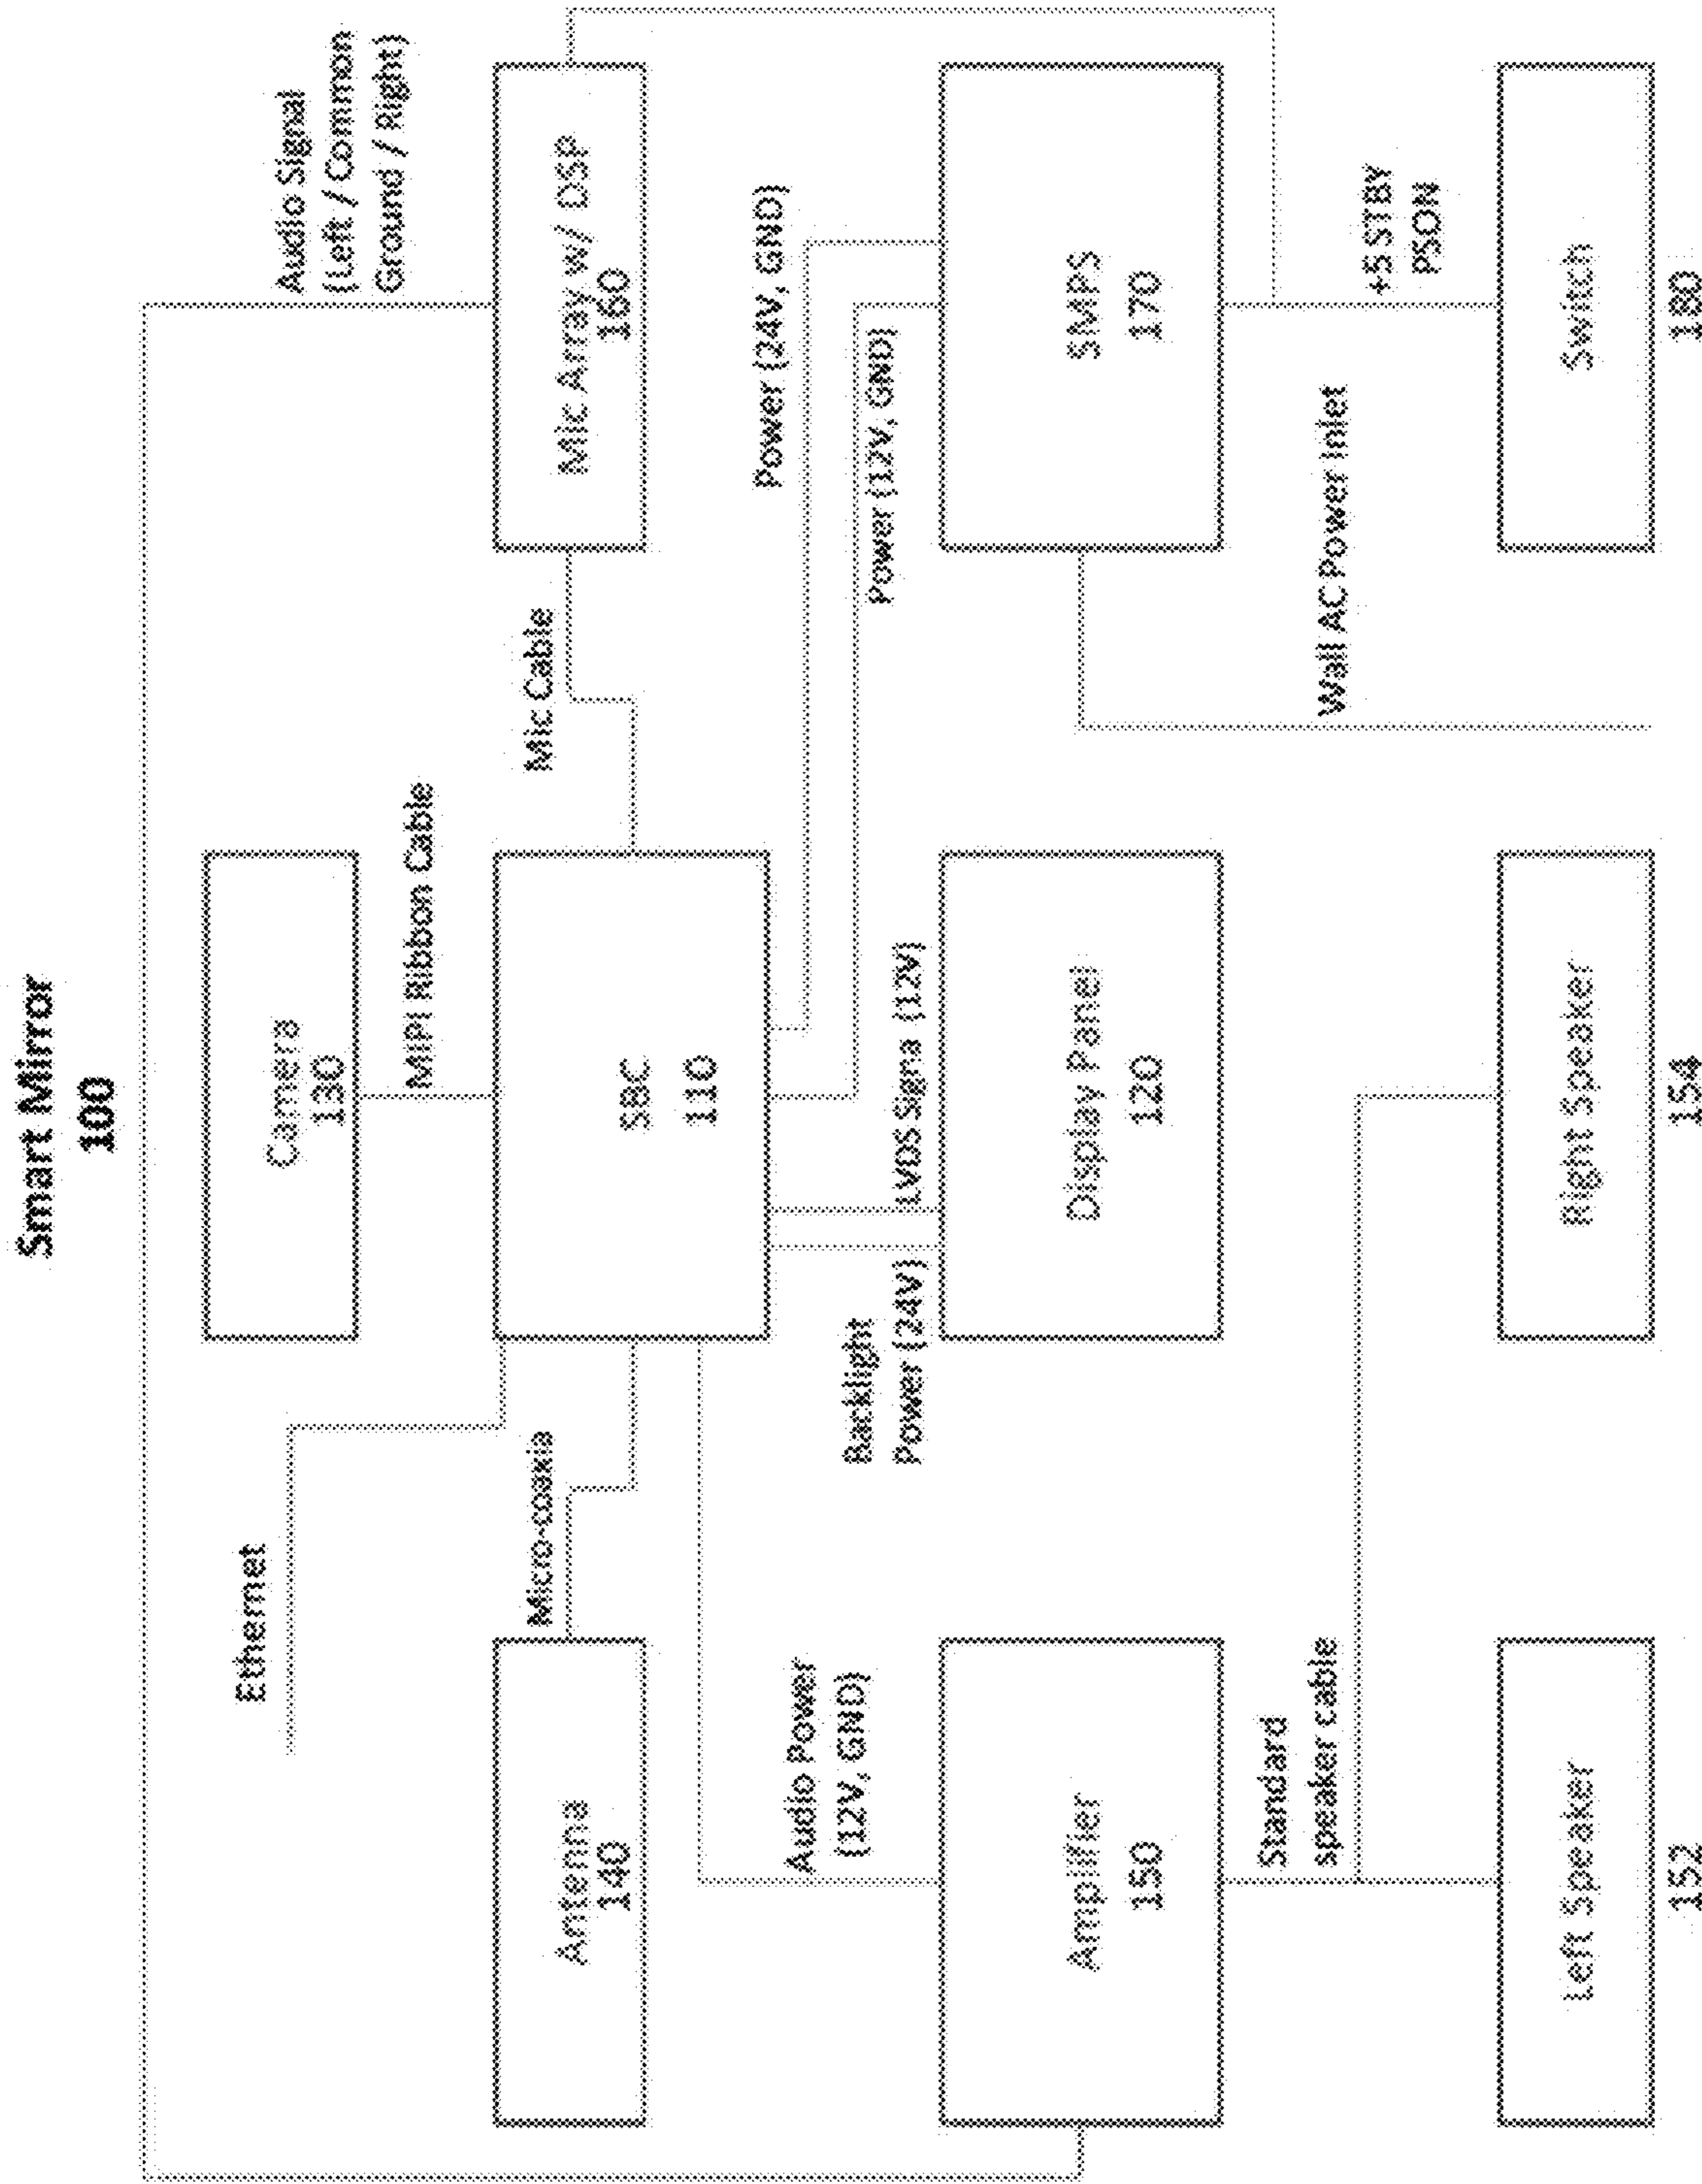 Smart Mirror
100
Audio Signal
(Left / Common
Ground / Right)
Ethernet
Camera
130
MIPI Ribbon Cable
Antenna
140
Micro-coaxia
SBC
110
Mic Cable
Mic Array w/ DSP
160
Audio Power
(12V, GND)
Backlight
Power (24V)
LVDS Signa (12V)
Power (24V, GND)
Power (12V, GND)
Amplifier
150
Display Panel
120
SMPS
170
Standard
speaker cable
Wall AC Power Inlet
+5 STBY
PSON
Left Speaker
152
Right Speaker
154
Switch
180